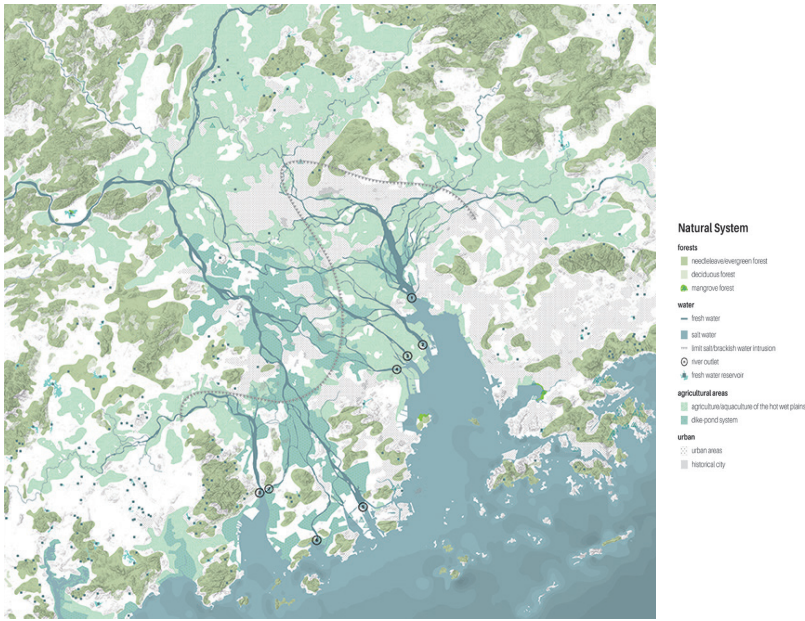 Natural System
forests
needleleave/evergreen forest
deciduous forest
mangrove forest
water
fresh water
salt water
limit salt/brackish water intrusion
river outlet
fresh water reservoir
agricultural areas
agriculture/aquaculture of the hot wet plains
dike-pond system
urban
urban areas
historical city